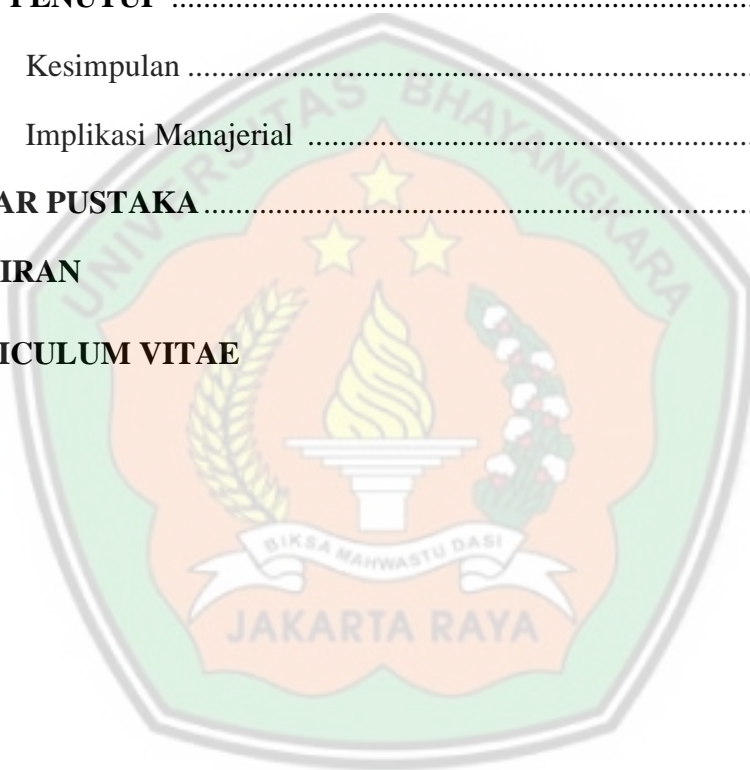 PENUTUP ........................................................................
Kesimpulan ......................................................................
Implikasi Manajerial .......................................................
AR PUSTAKA ....................................................................
IRAN
ICULUM VITAE
UNIVERSITAS BHAYANGKARA
BIKSA MAHWASTU DASI
JAKARTA RAYA